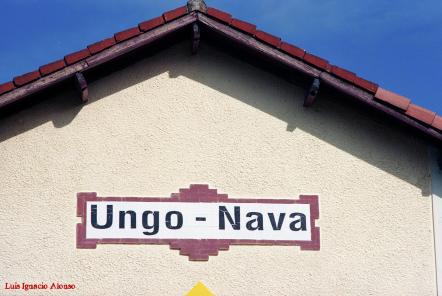 Ungo - Nava
Luis Ignacio Alonso